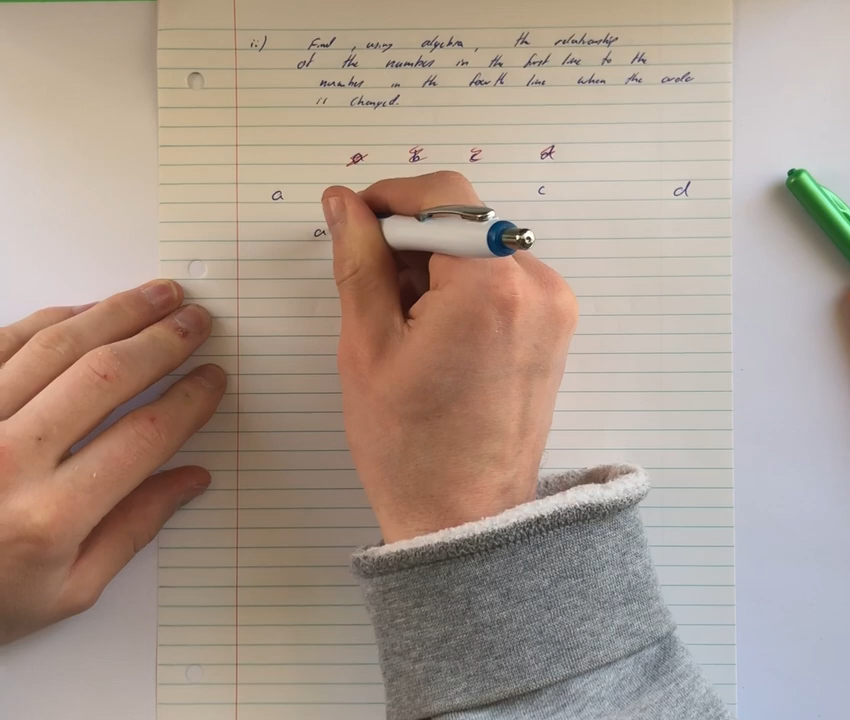 ii) Find, using algebra, the relationship
of the numbers in the first line to the
number in the fourth line when the order
is changed.
a b c d
a c d
a